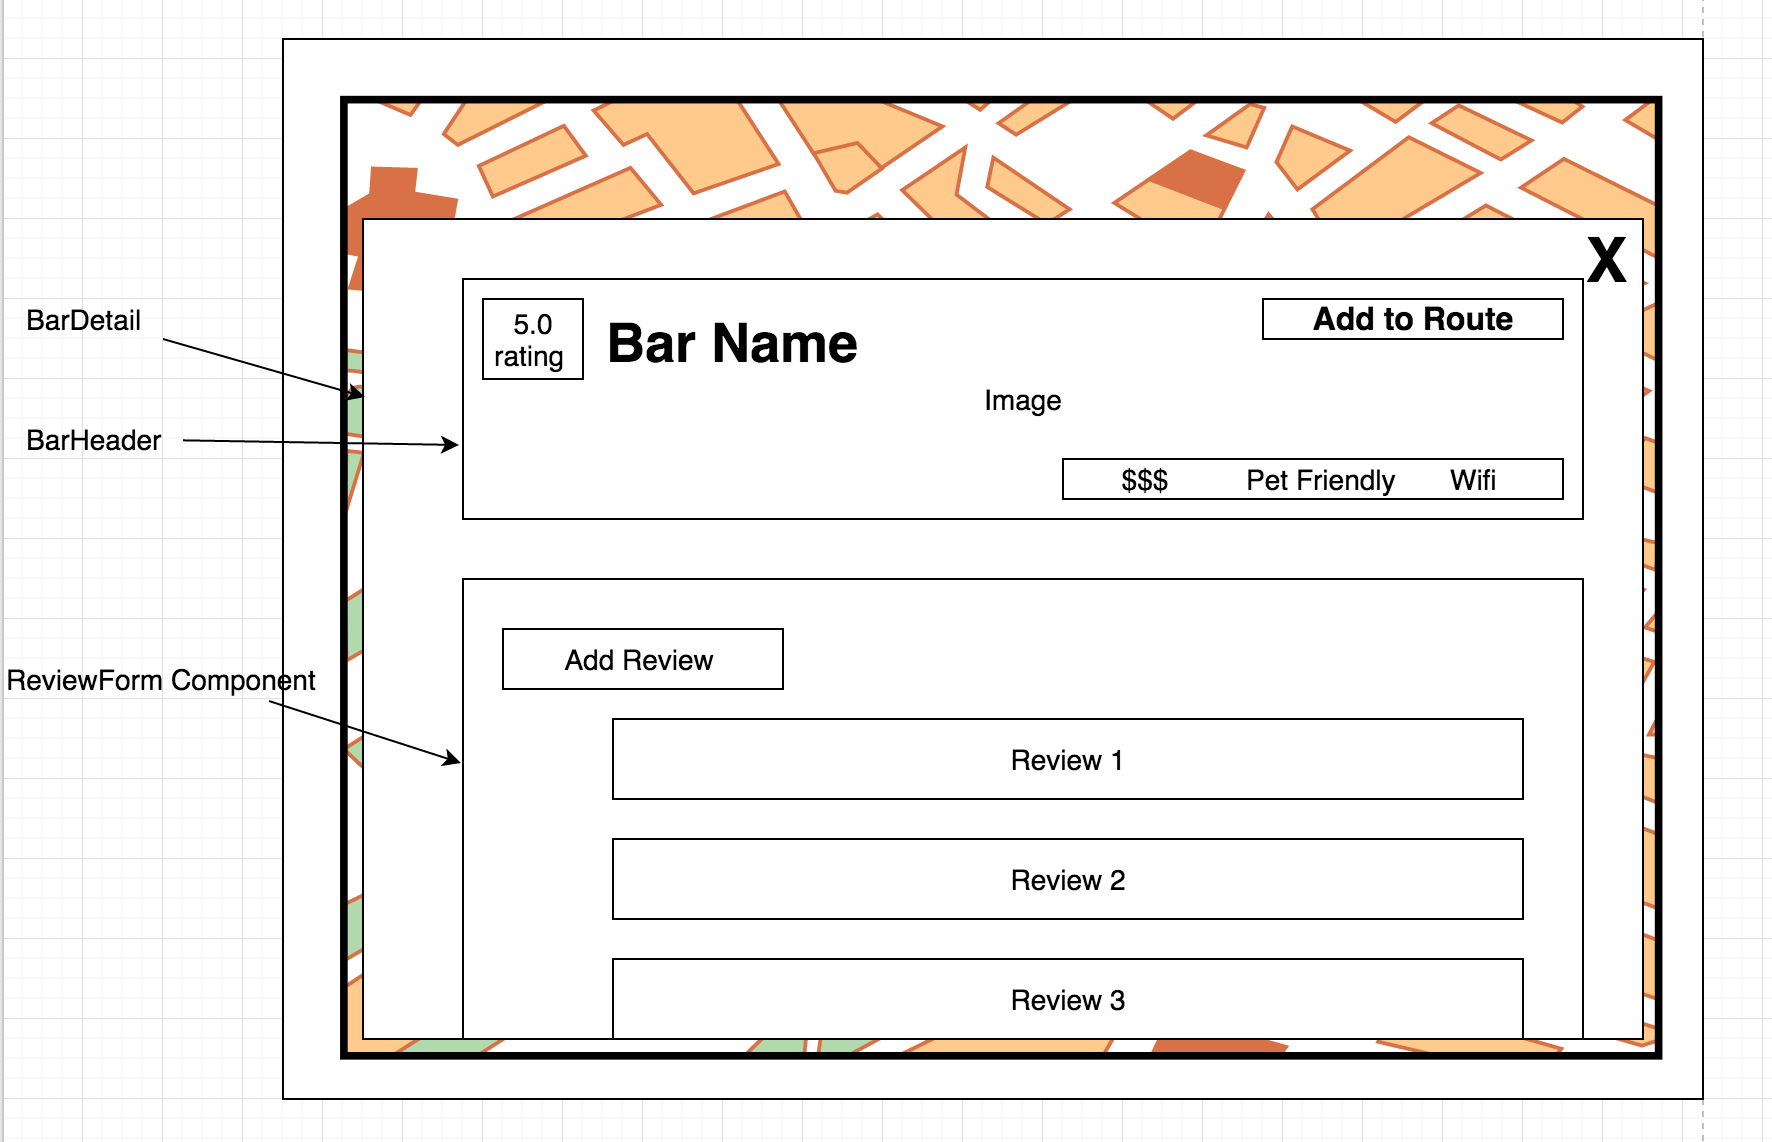 X
BarDetail
5.0
rating
Bar Name
Add to Route
Image
BarHeader
$$$ Pet Friendly Wifi
Add Review
ReviewForm Component
Review 1
Review 2
Review 3